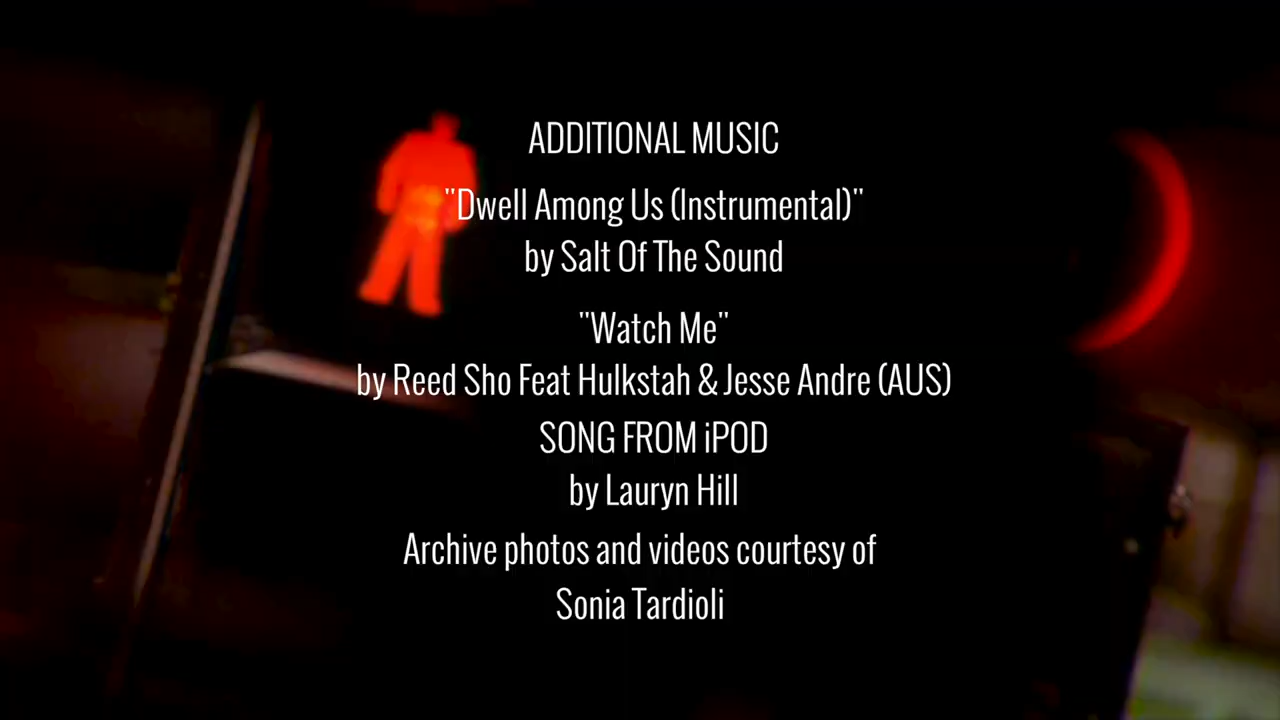 ADDITIONAL MUSIC
"Dwell Among Us (Instrumental)"
by Salt Of The Sound
"Watch Me"
by Reed Sho Feat Hulkstah & Jesse Andre (AUS)
SONG FROM iPOD
by Lauryn Hill
Archive photos and videos courtesy of
Sonia Tardioli